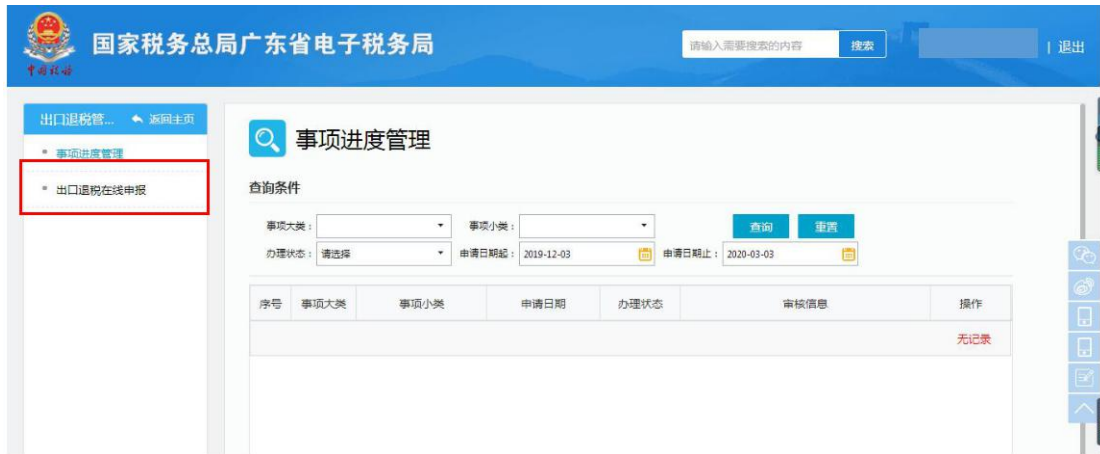 国家税务总局广东省电子税务局
请输入需要搜索的内容 搜索 | 退出
中国税务
出口退税管... 返回主页
事项进度管理
出口退税在线申报
事项进度管理
查询条件
事项大类： 事项小类： 查询 重置
办理状态： 请选择 申请日期起： 2019-12-03 申请日期止： 2020-03-03
序号 事项大类 事项小类 申请日期 办理状态 审核信息 操作
无记录